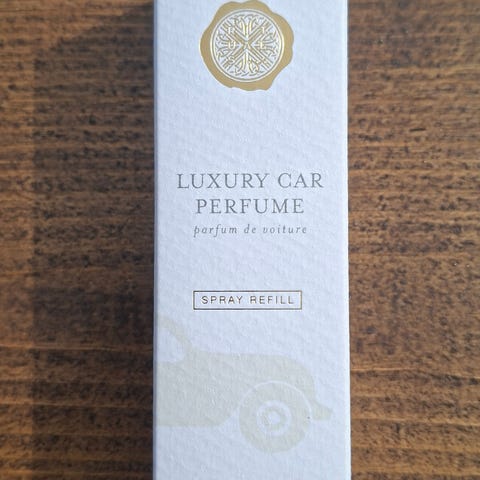 LUXURY CAR
PERFUME
parfum de voiture
SPRAY REFILL